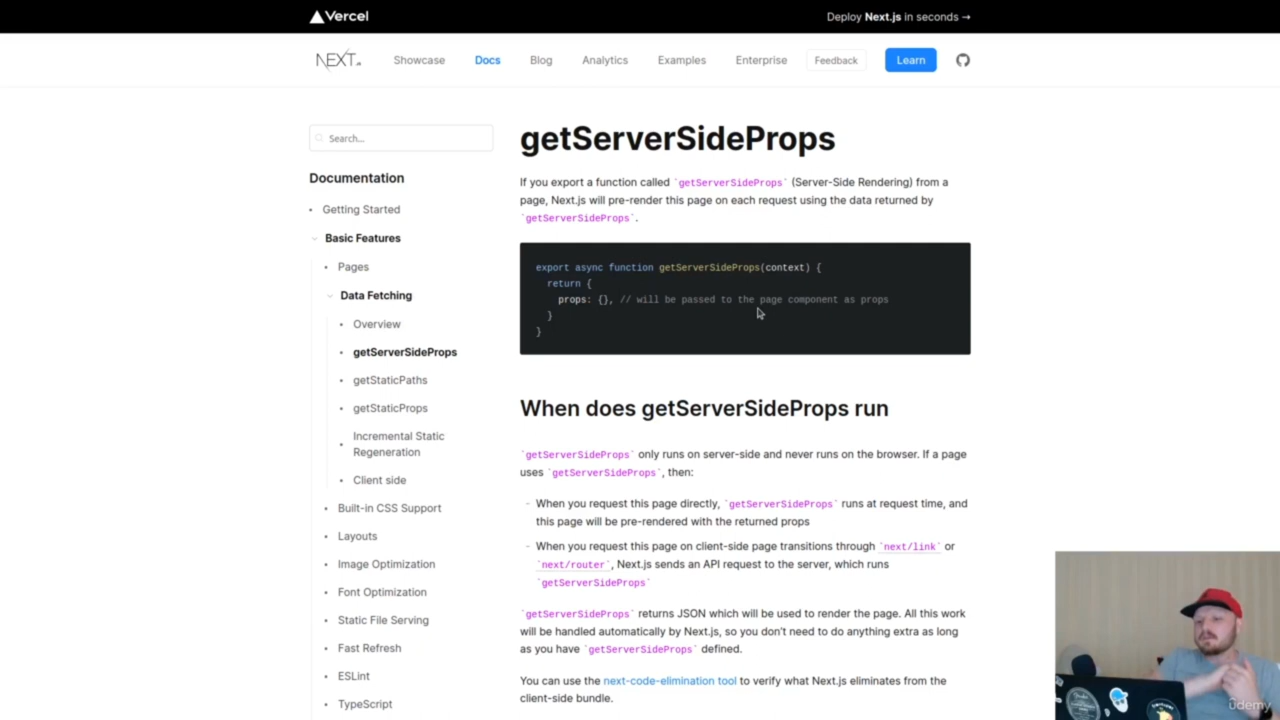 Vercel
Deploy Next.js in seconds →
NEXT.js
Showcase
Docs
Blog
Analytics
Examples
Enterprise
Feedback
Learn
Search...
Documentation
Getting Started
Basic Features
Pages
Data Fetching
Overview
getServerSideProps
getStaticPaths
getStaticProps
Incremental Static
Regeneration
Client side
Built-in CSS Support
Layouts
Image Optimization
Font Optimization
Static File Serving
Fast Refresh
ESLint
TypeScript
getServerSideProps
If you export a function called `getServerSideProps` (Server-Side Rendering) from a
page, Next.js will pre-render this page on each request using the data returned by
`getServerSideProps`.
export async function getServerSideProps(context) {
return {
props: {}, // will be passed to the page component as props
}
}
When does getServerSideProps run
`getServerSideProps` only runs on server-side and never runs on the browser. If a page
uses `getServerSideProps`, then:
- When you request this page directly, `getServerSideProps` runs at request time, and
this page will be pre-rendered with the returned props
- When you request this page on client-side page transitions through `next/link` or
`next/router`, Next.js sends an API request to the server, which runs
`getServerSideProps`
`getServerSideProps` returns JSON which will be used to render the page. All this work
will be handled automatically by Next.js, so you don't need to do anything extra as long
as you have `getServerSideProps` defined.
You can use the next-code-elimination tool to verify what Next.js eliminates from the
client-side bundle.
ûdemy